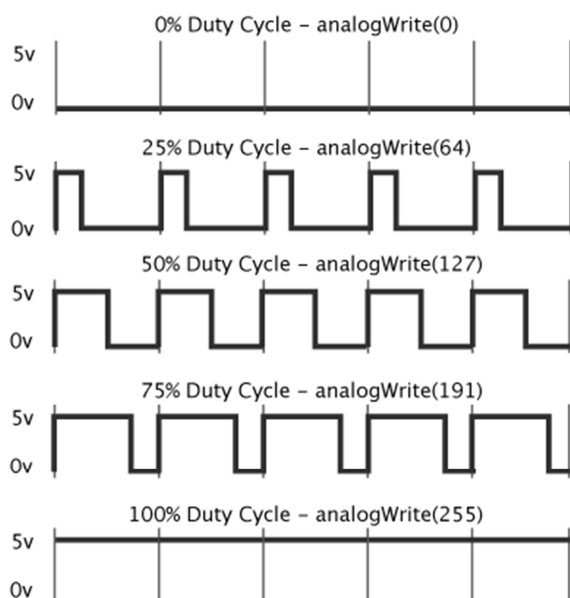 0% Duty Cycle – analogWrite(0)
5v
0v
25% Duty Cycle – analogWrite(64)
5v
0v
50% Duty Cycle – analogWrite(127)
5v
0v
75% Duty Cycle – analogWrite(191)
5v
0v
100% Duty Cycle – analogWrite(255)
5v
0v